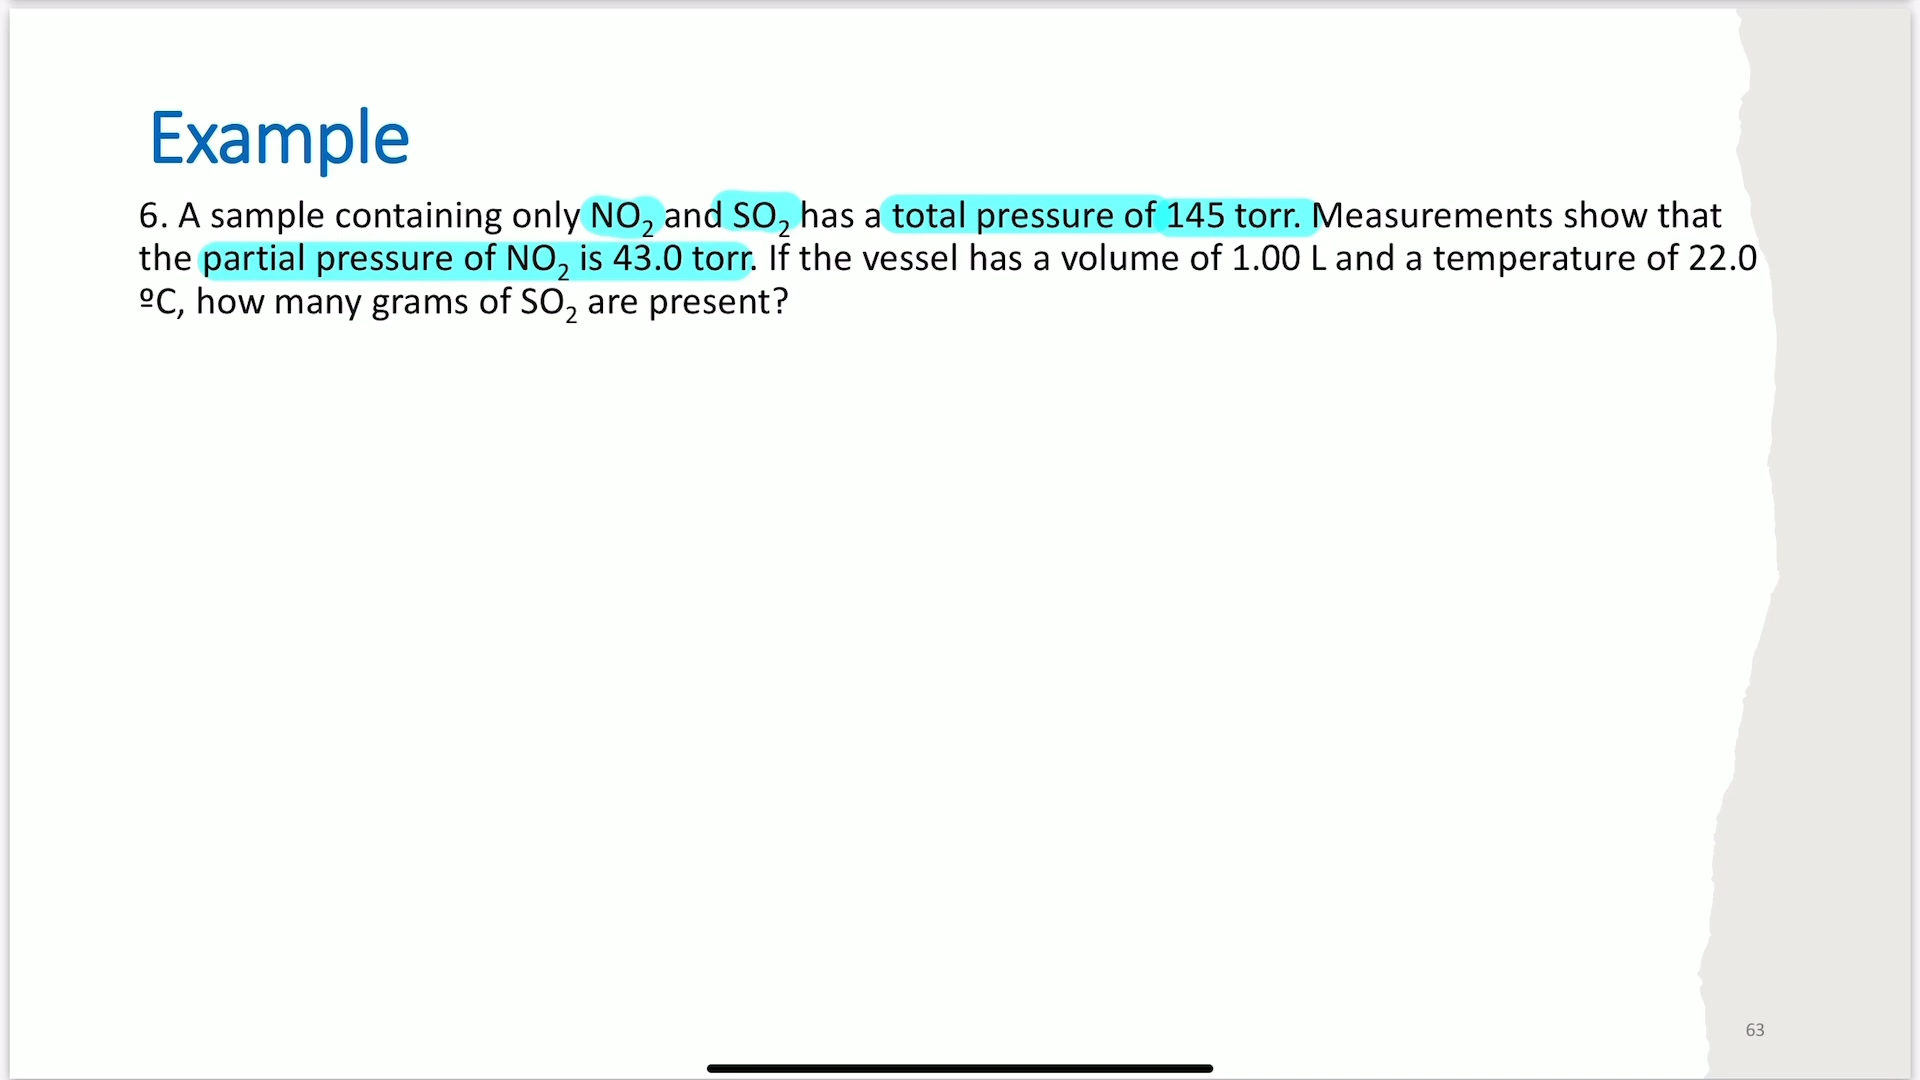 Example
6. A sample containing only NO₂ and SO₂ has a total pressure of 145 torr. Measurements show that
the partial pressure of NO₂ is 43.0 torr. If the vessel has a volume of 1.00 L and a temperature of 22.0
ºC, how many grams of SO₂ are present?
63